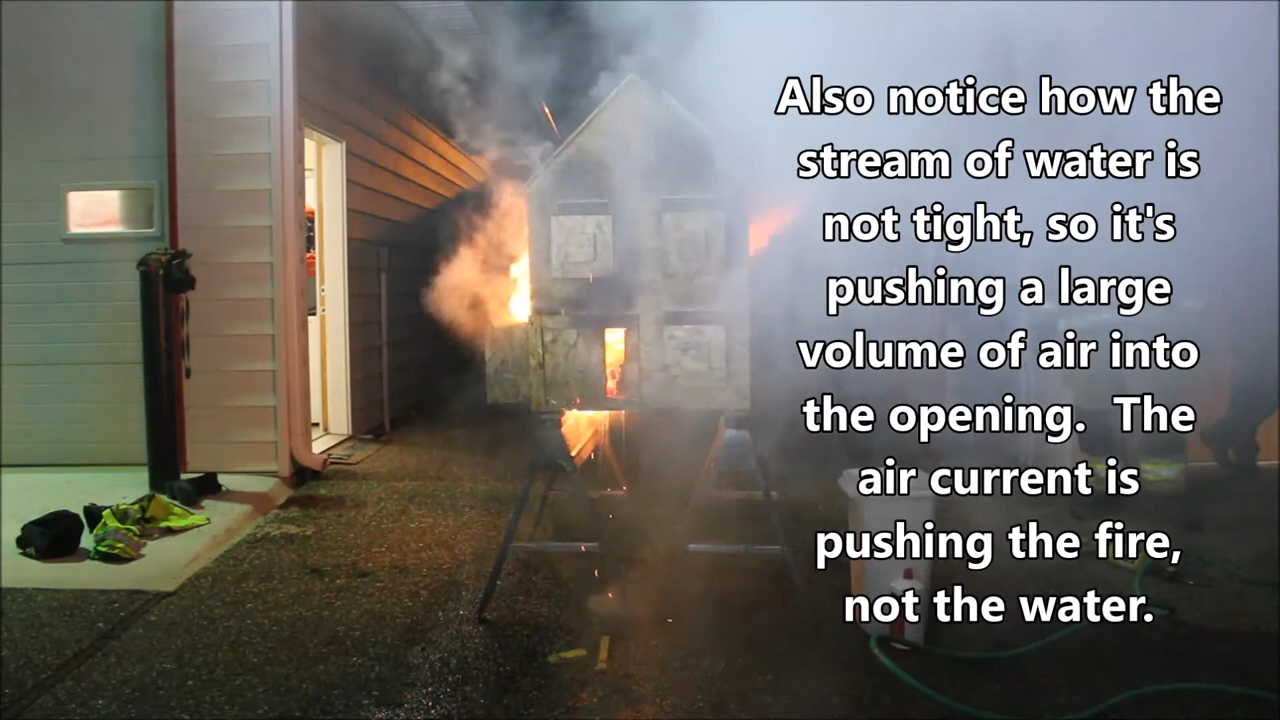 Also notice how the
stream of water is
not tight, so it's
pushing a large
volume of air into
the opening.  The
air current is
pushing the fire,
not the water.